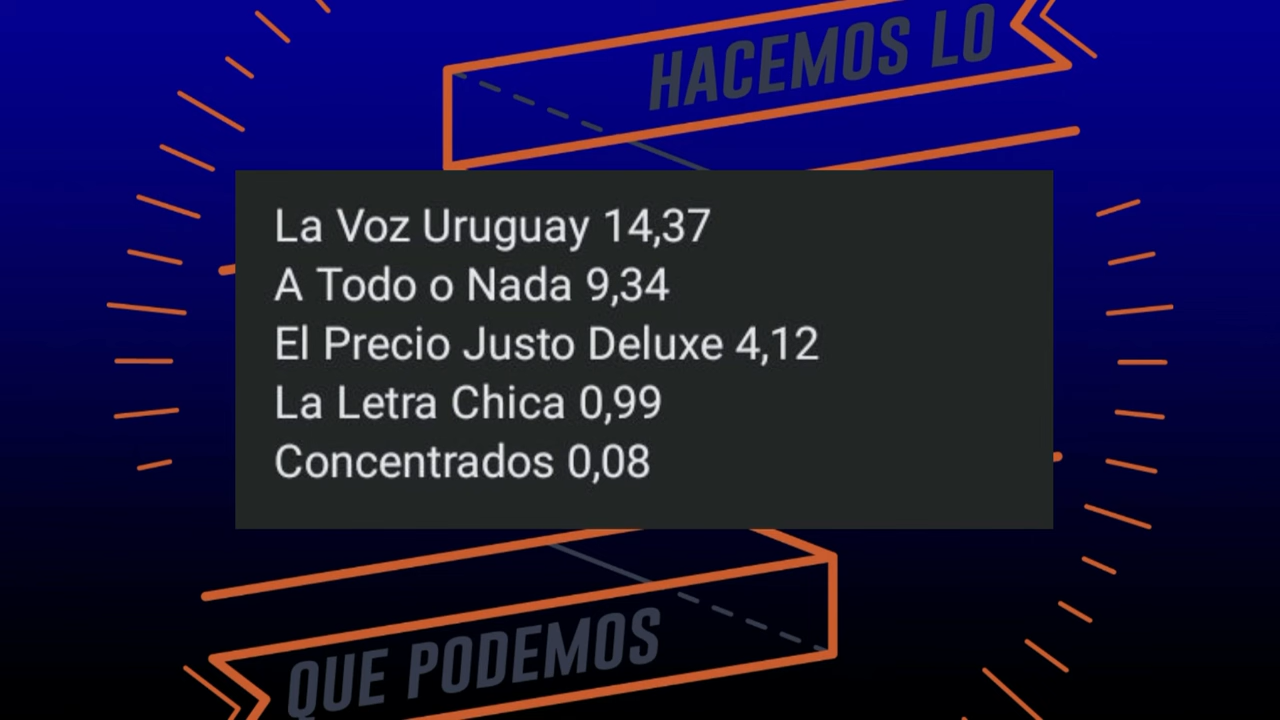 HACEMOS LO
La Voz Uruguay 14,37
A Todo o Nada 9,34
El Precio Justo Deluxe 4,12
La Letra Chica 0,99
Concentrados 0,08
QUE PODEMOS